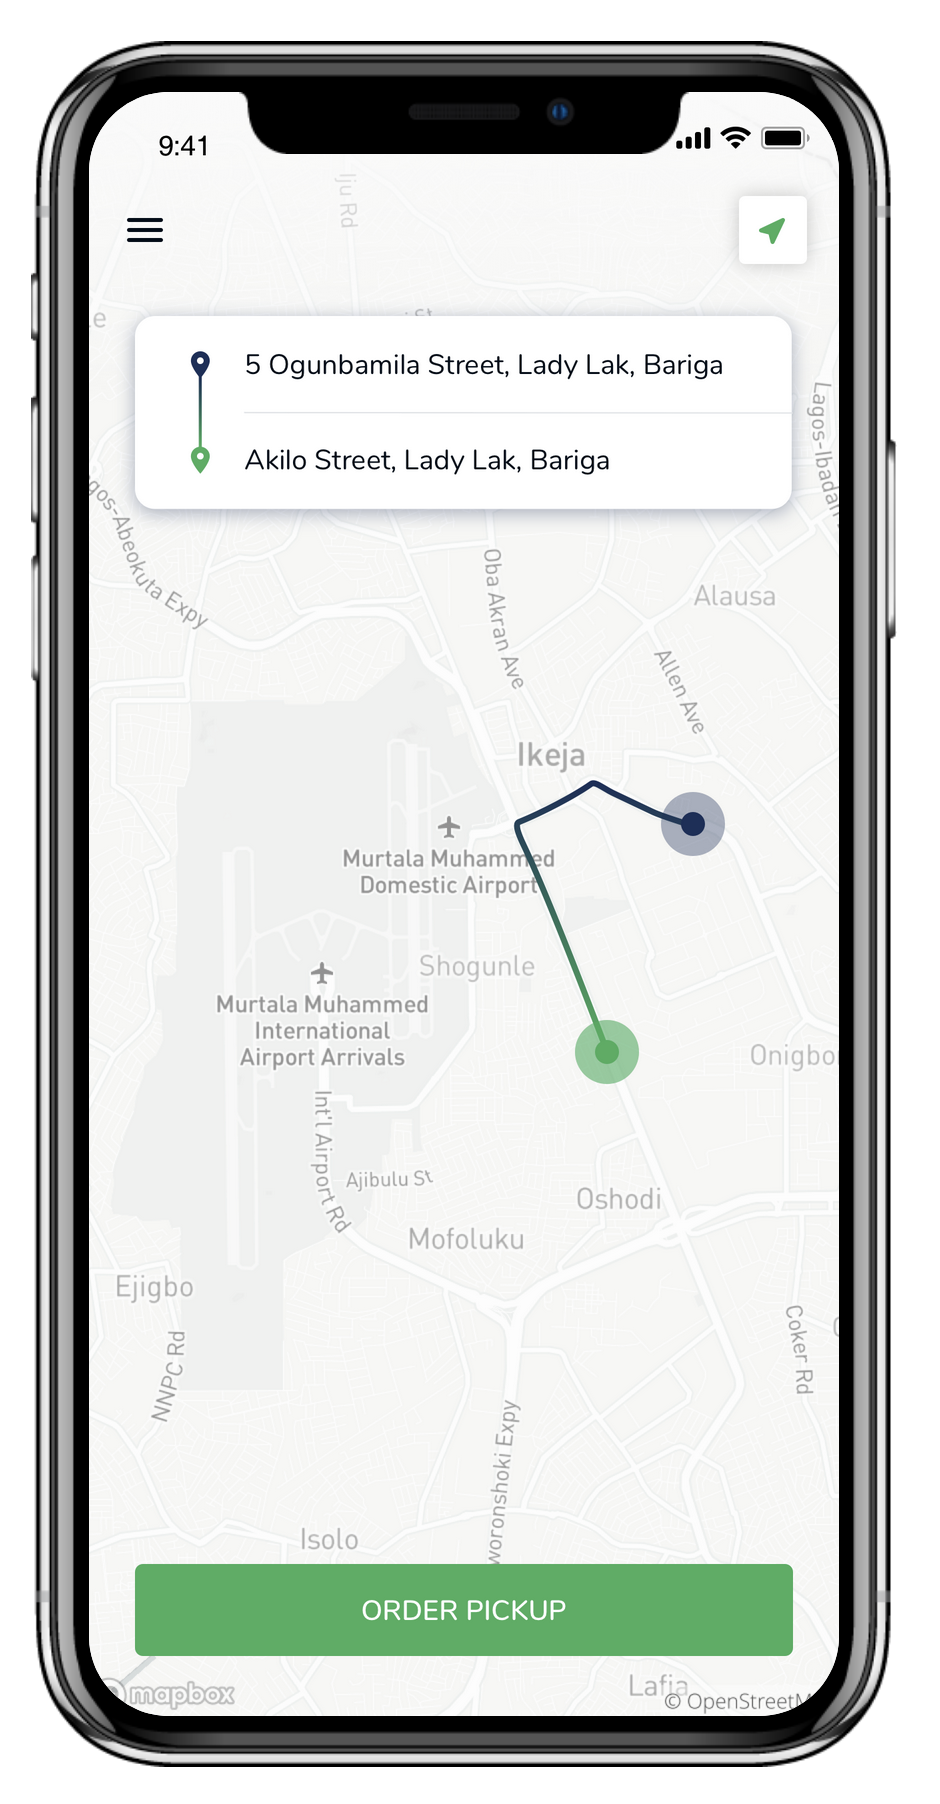 9:41
Iju Rd
5 Ogunbamila Street, Lady Lak, Bariga
Akilo Street, Lady Lak, Bariga
Lagos-Ibadan
gos-Abeokuta Expy
Oba Akran Ave
Alausa
Allen Ave
Ikeja
Murtala Muhammed
Domestic Airport
Shogunle
Murtala Muhammed
International
Airport Arrivals
Onigbo
Int'l Airport Rd
Ajibulu St
Oshodi
Mofoluku
Ejigbo
NNPC Rd
Coker Rd
woronshoki Expy
Isolo
ORDER PICKUP
mapbox
Lafia
© OpenStreetM